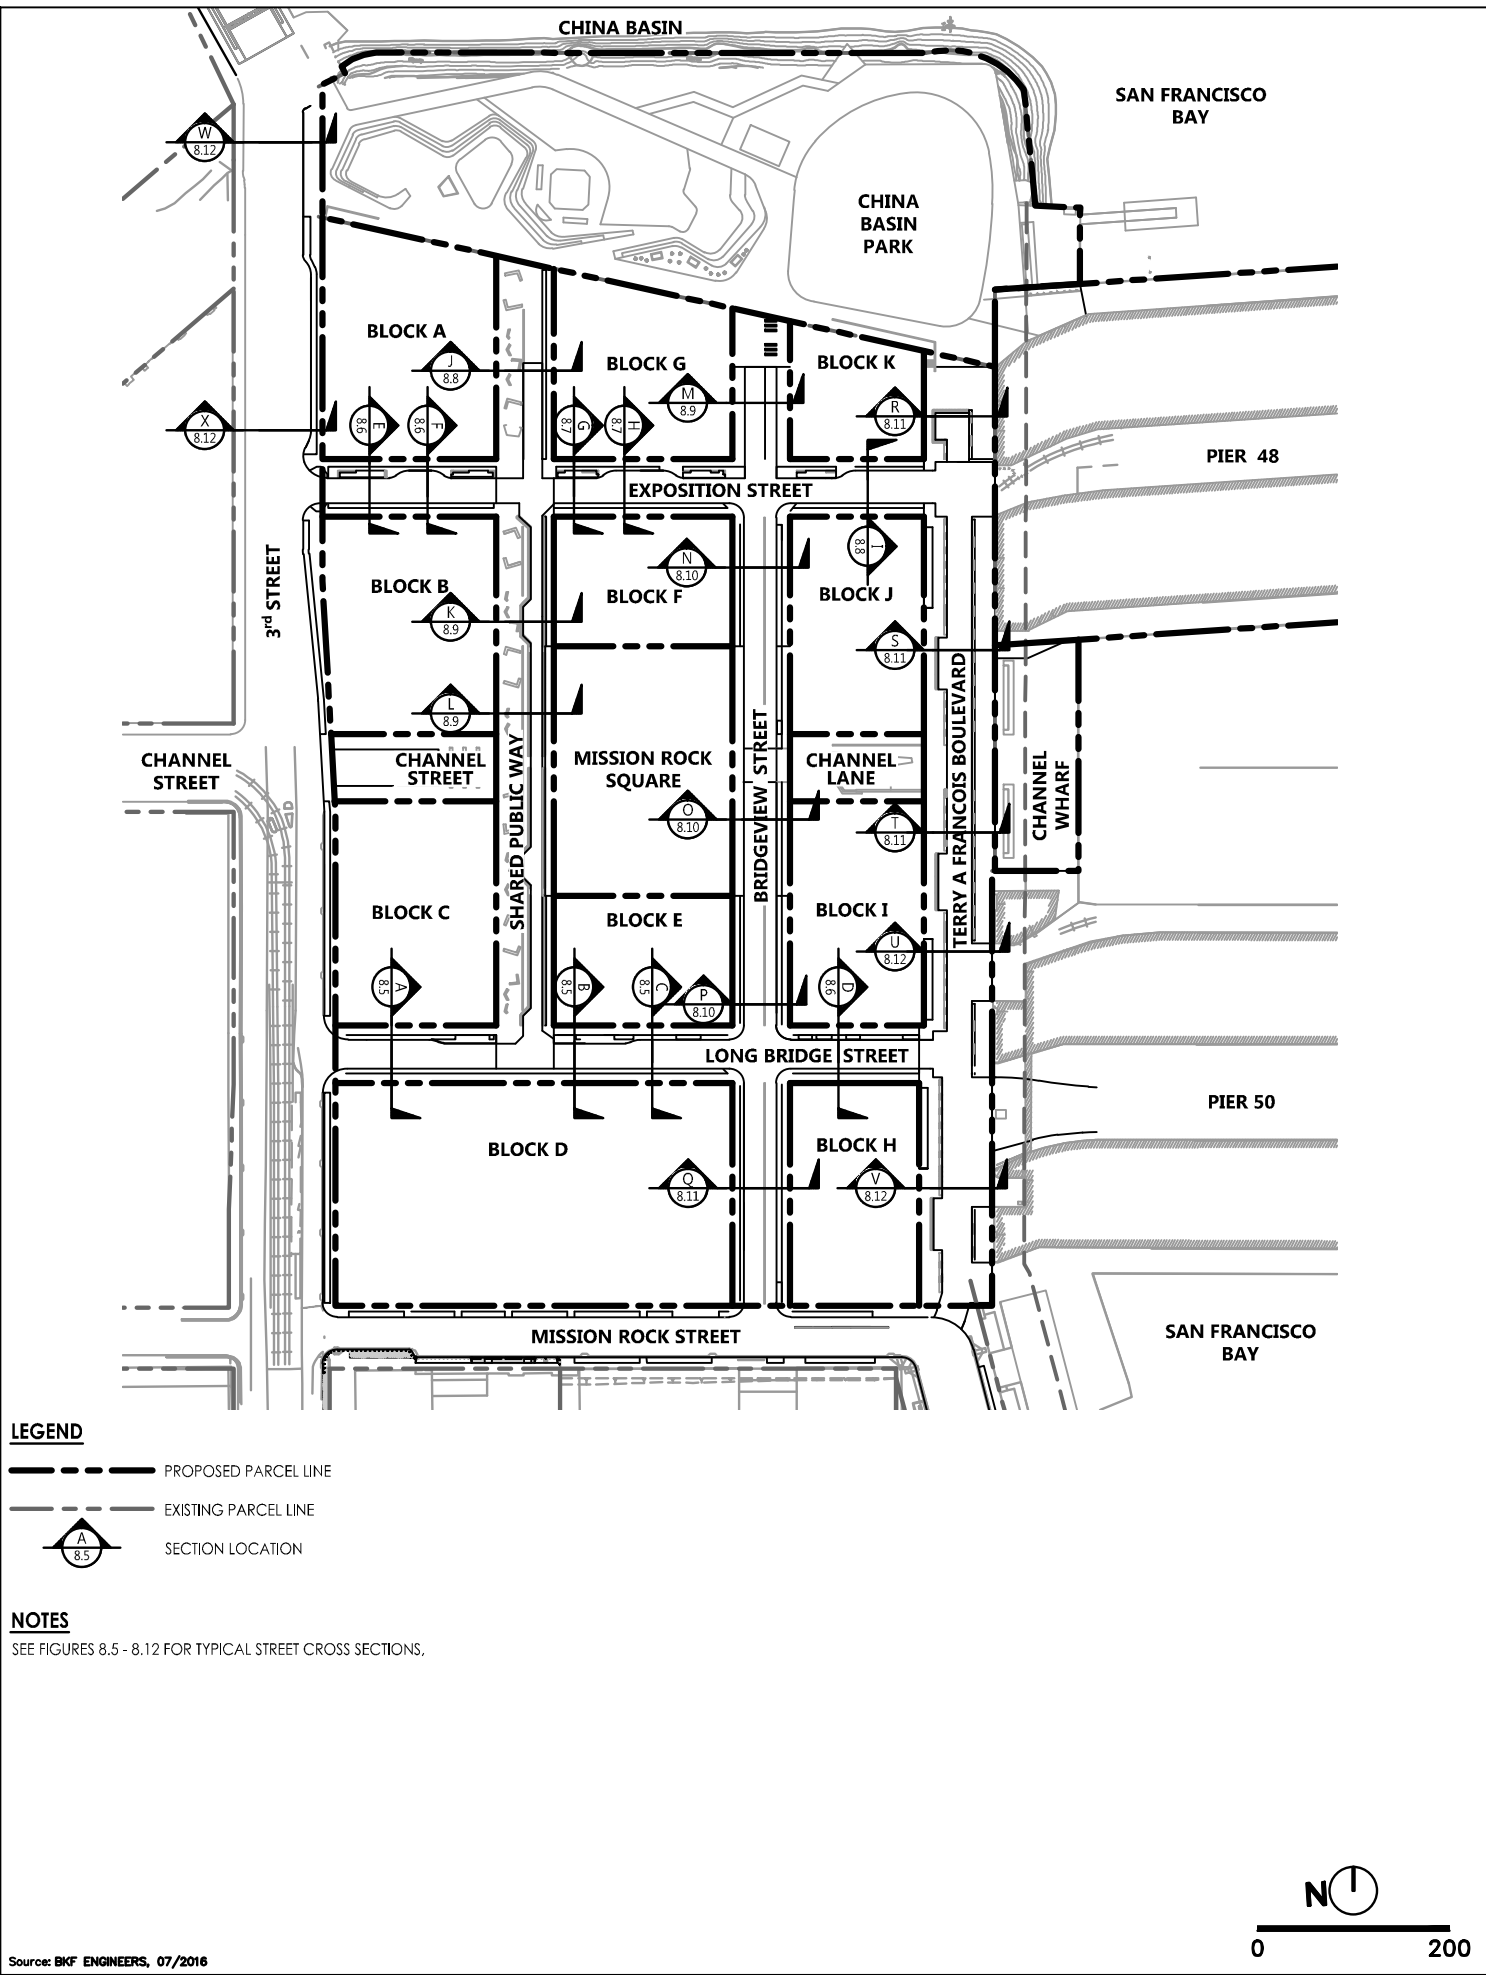 CHINA BASIN
SAN FRANCISCO
BAY
W
8.12
CHINA
BASIN
PARK
BLOCK A
J
8.8
BLOCK G
BLOCK K
M
8.9
R
8.11
X
8.12
E
8.6
F
8.6
G
8.7
H
8.7
PIER 48
EXPOSITION STREET
3rd STREET
N
8.10
I
8.8
BLOCK B
BLOCK F
BLOCK J
K
8.9
S
8.11
L
8.9
CHANNEL
STREET
CHANNEL
STREET
SHARED PUBLIC WAY
MISSION ROCK
SQUARE
BRIDGEVIEW STREET
CHANNEL
LANE
TERRY A FRANCOIS BOULEVARD
CHANNEL
WHARF
O
8.10
T
8.11
BLOCK C
BLOCK E
BLOCK I
U
8.12
A
8.5
B
8.5
C
8.5
P
8.10
D
8.6
LONG BRIDGE STREET
PIER 50
BLOCK D
BLOCK H
Q
8.11
V
8.12
MISSION ROCK STREET
SAN FRANCISCO
BAY
LEGEND
PROPOSED PARCEL LINE
EXISTING PARCEL LINE
A
8.5
SECTION LOCATION
NOTES
SEE FIGURES 8.5 - 8.12 FOR TYPICAL STREET CROSS SECTIONS,
N
0 200
Source: BKF ENGINEERS, 07/2016